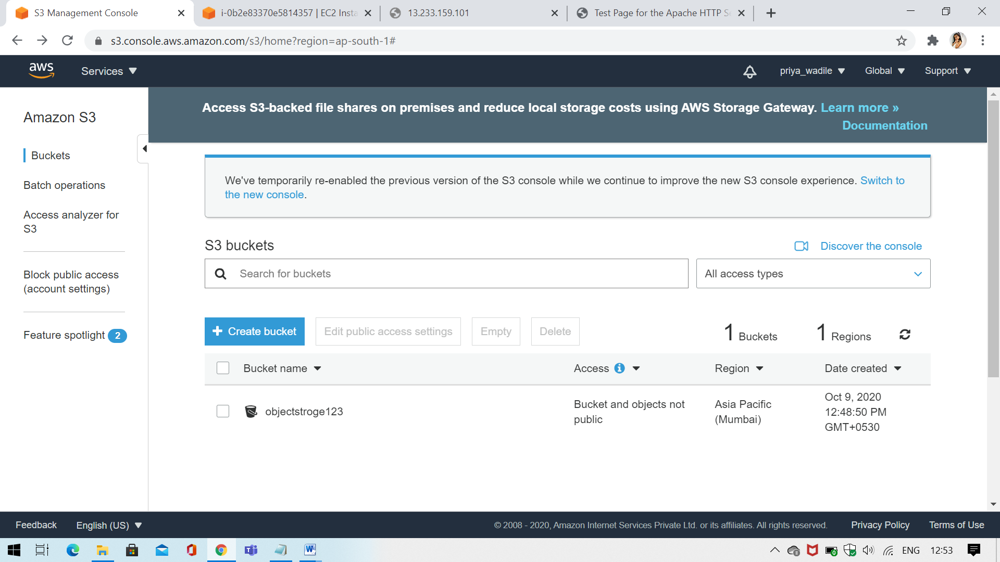 S3 Management Console
i-0b2e83370e5814357 | EC2 Insta
13.233.159.101
Test Page for the Apache HTTP Se
s3.console.aws.amazon.com/s3/home?region=ap-south-1#
aws
Services
priya_wadile
Global
Support
Access S3-backed file shares on premises and reduce local storage costs using AWS Storage Gateway. Learn more »
Documentation
Amazon S3
Buckets
Batch operations
Access analyzer for
S3
Block public access
(account settings)
Feature spotlight 2
We've temporarily re-enabled the previous version of the S3 console while we continue to improve the new S3 console experience. Switch to
the new console.
S3 buckets
Discover the console
Search for buckets
All access types
+ Create bucket
Edit public access settings
Empty
Delete
1 Buckets
1 Regions
Bucket name
Access
Region
Date created
objectstroge123
Bucket and objects not
public
Asia Pacific
(Mumbai)
Oct 9, 2020
12:48:50 PM
GMT+0530
Feedback
English (US)
© 2008 - 2020, Amazon Internet Services Private Ltd. or its affiliates. All rights reserved.
Privacy Policy
Terms of Use
ENG
12:53